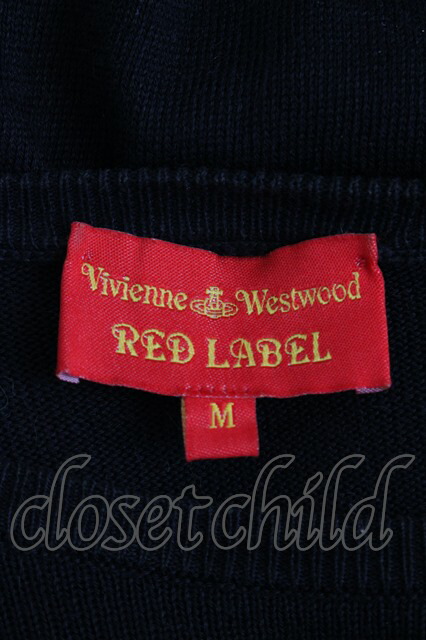 Vivienne Westwood
RED LABEL
M
closetchild